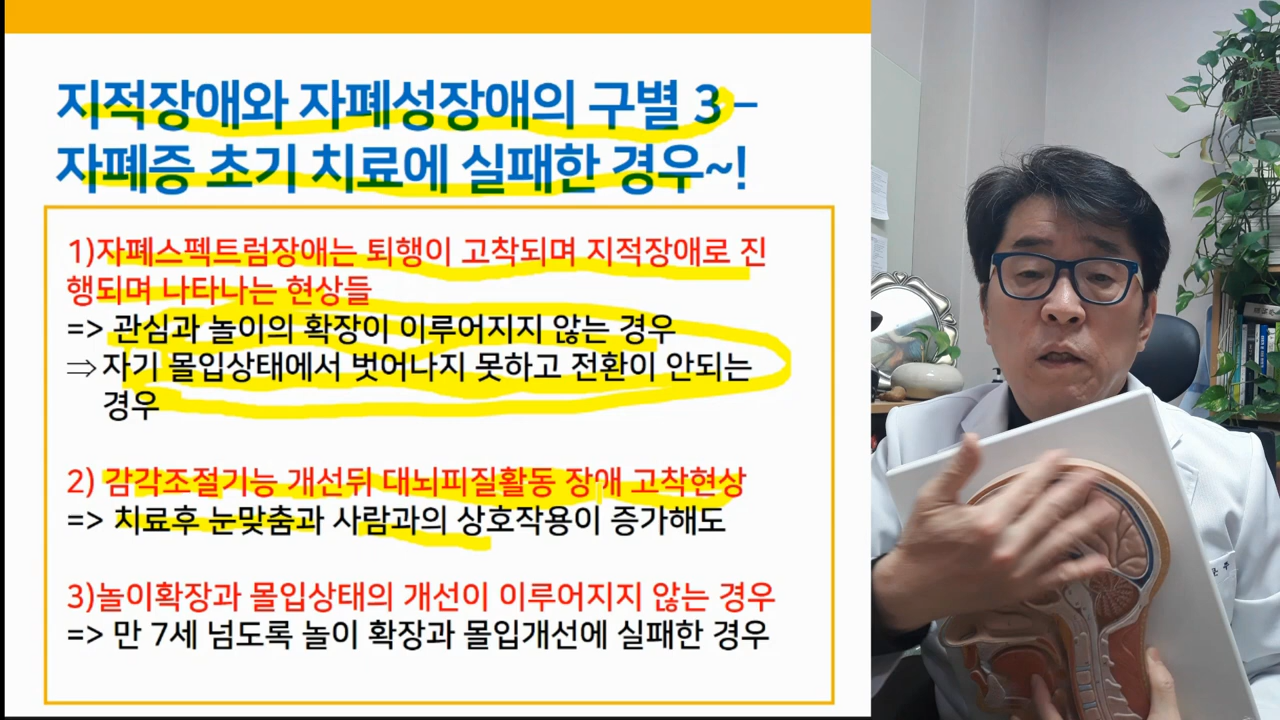 지적장애와 자폐성장애의 구별 3 –
자폐증 초기 치료에 실패한 경우~!
1)자폐스펙트럼장애는 퇴행이 고착되며 지적장애로 진
행되며 나타나는 현상들
=> 관심과 놀이의 확장이 이루어지지 않는 경우
⇒ 자기 몰입상태에서 벗어나지 못하고 전환이 안되는
경우
2) 감각조절기능 개선뒤 대뇌피질활동 장애 고착현상
=> 치료후 눈맞춤과 사람과의 상호작용이 증가해도
3)놀이확장과 몰입상태의 개선이 이루어지지 않는 경우
=> 만 7세 넘도록 놀이 확장과 몰입개선에 실패한 경우